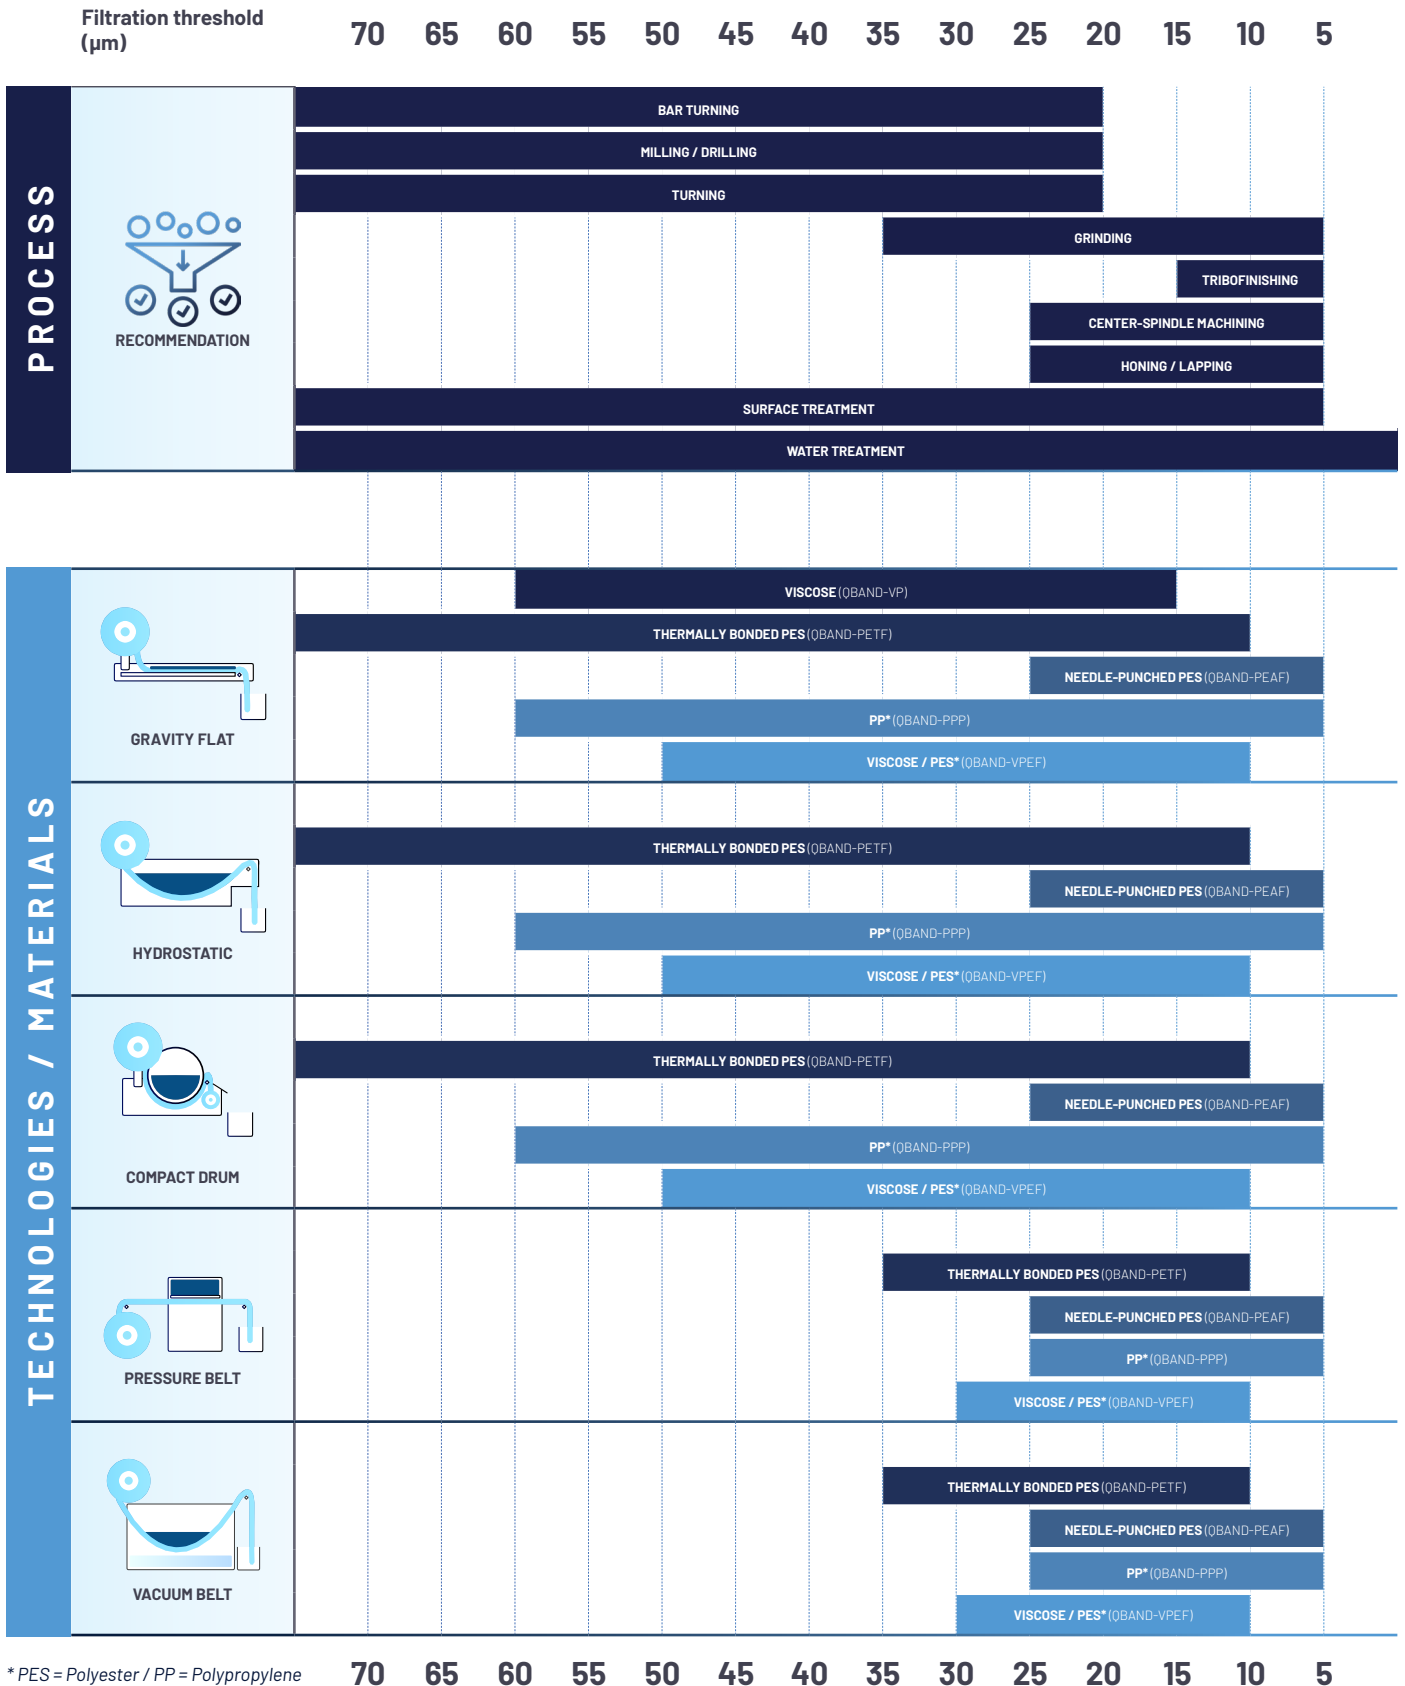 Filtration threshold
(µm)
70 65 60 55 50 45 40 35 30 25 20 15 10 5
PROCESS
RECOMMENDATION
BAR TURNING
MILLING / DRILLING
TURNING
GRINDING
TRIBOFINISHING
CENTER-SPINDLE MACHINING
HONING / LAPPING
SURFACE TREATMENT
WATER TREATMENT
TECHNOLOGIES / MATERIALS
GRAVITY FLAT
VISCOSE (QBAND-VP)
THERMALLY BONDED PES (QBAND-PETF)
NEEDLE-PUNCHED PES (QBAND-PEAF)
PP* (QBAND-PPP)
VISCOSE / PES* (QBAND-VPEF)
HYDROSTATIC
THERMALLY BONDED PES (QBAND-PETF)
NEEDLE-PUNCHED PES (QBAND-PEAF)
PP* (QBAND-PPP)
VISCOSE / PES* (QBAND-VPEF)
COMPACT DRUM
THERMALLY BONDED PES (QBAND-PETF)
NEEDLE-PUNCHED PES (QBAND-PEAF)
PP* (QBAND-PPP)
VISCOSE / PES* (QBAND-VPEF)
PRESSURE BELT
THERMALLY BONDED PES (QBAND-PETF)
NEEDLE-PUNCHED PES (QBAND-PEAF)
PP* (QBAND-PPP)
VISCOSE / PES* (QBAND-VPEF)
VACUUM BELT
THERMALLY BONDED PES (QBAND-PETF)
NEEDLE-PUNCHED PES (QBAND-PEAF)
PP* (QBAND-PPP)
VISCOSE / PES* (QBAND-VPEF)
* PES = Polyester / PP = Polypropylene
70 65 60 55 50 45 40 35 30 25 20 15 10 5